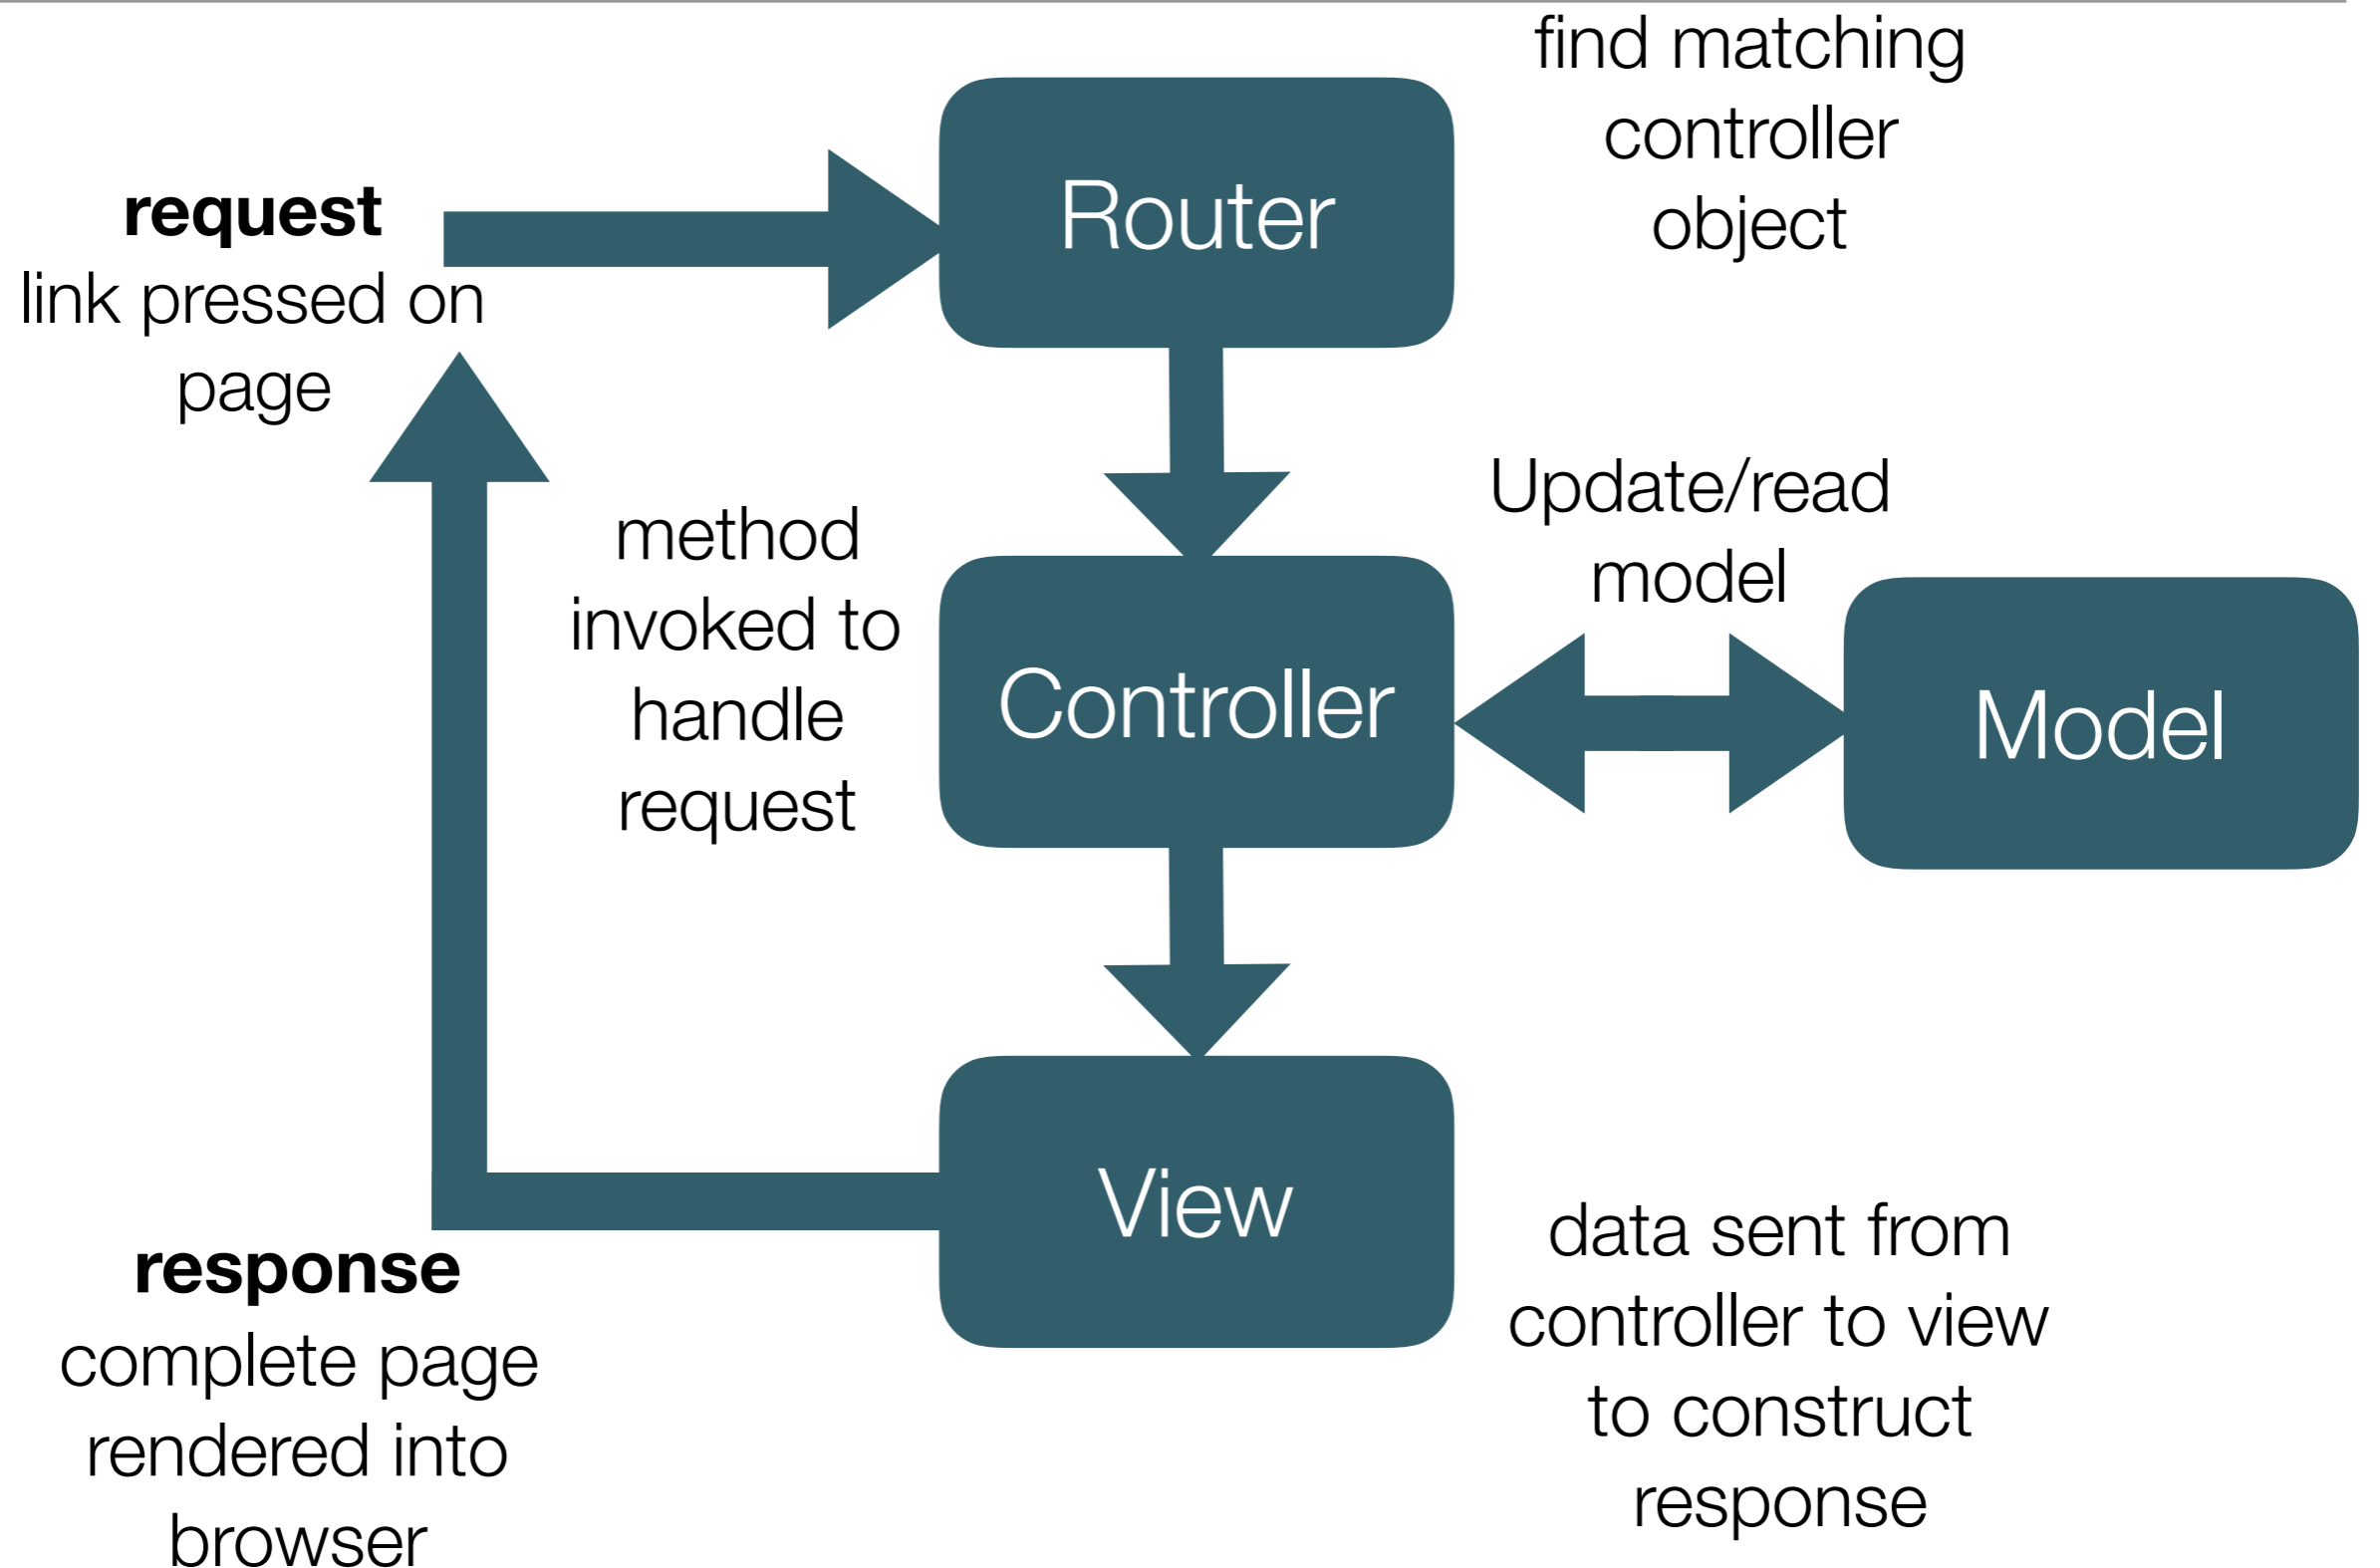 find matching
controller
object
Router
request
link pressed on
page
method
invoked to
handle
request
Controller
Update/read
model
Model
View
response
complete page
rendered into
browser
data sent from
controller to view
to construct
response